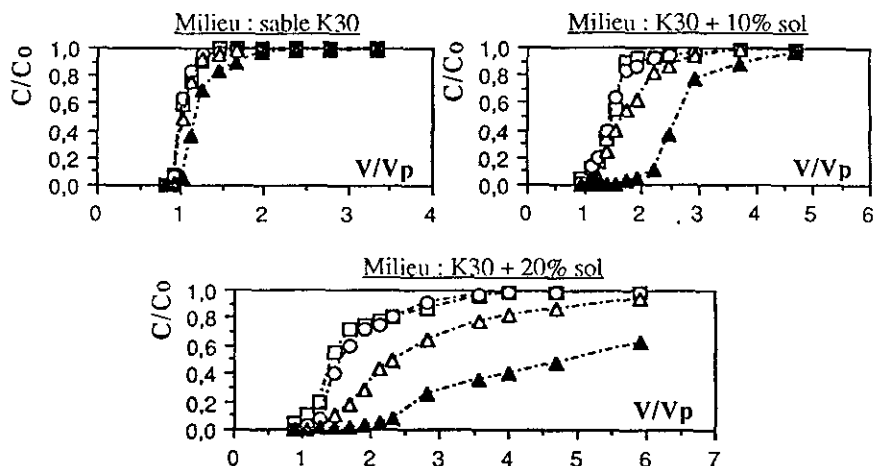 Milieu : sable K30
C/Co
1,0
0,8
0,6
0,4
0,2
0,0
V/Vp
0 1 2 3 4
Milieu : K30 + 10% sol
C/Co
1,0
0,8
0,6
0,4
0,2
0,0
V/Vp
0 1 2 3 4 5 6
Milieu : K30 + 20% sol
C/Co
1,0
0,8
0,6
0,4
0,2
0,0
V/Vp
0 1 2 3 4 5 6 7